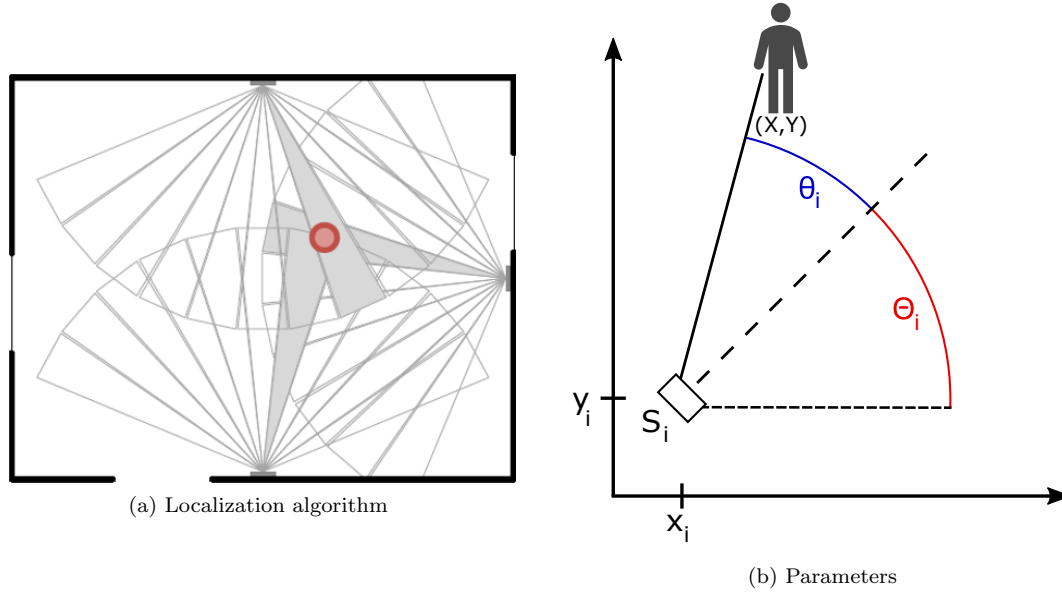 (X,Y)
θᵢ
Θᵢ
yᵢ
Sᵢ
xᵢ
(a) Localization algorithm
(b) Parameters